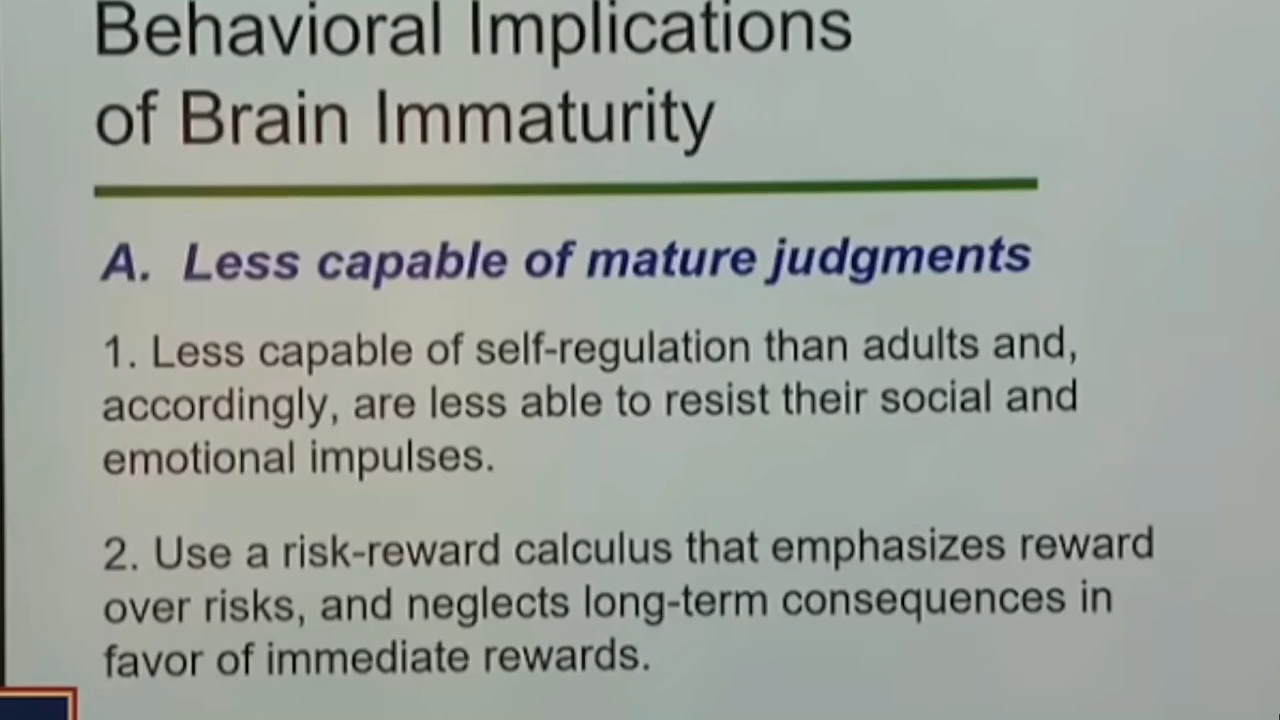 Behavioral Implications
of Brain Immaturity
A. Less capable of mature judgments
1. Less capable of self-regulation than adults and,
accordingly, are less able to resist their social and
emotional impulses.
2. Use a risk-reward calculus that emphasizes reward
over risks, and neglects long-term consequences in
favor of immediate rewards.